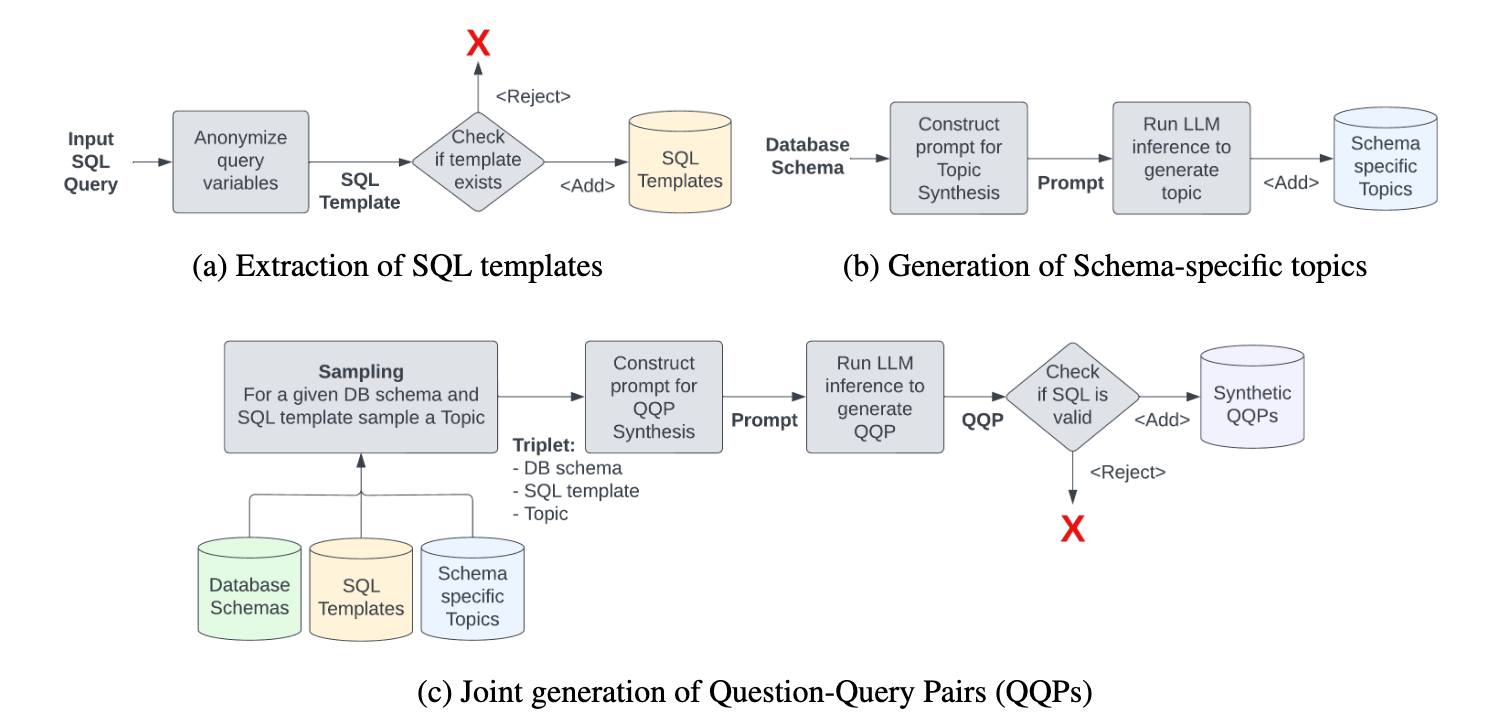 X
<Reject>
Input
SQL
Query
Anonymize
query
variables
SQL
Template
Check
if template
exists
<Add>
SQL
Templates
(a) Extraction of SQL templates
Database
Schema
Construct
prompt for
Topic
Synthesis
Prompt
Run LLM
inference to
generate
topic
<Add>
Schema
specific
Topics
(b) Generation of Schema-specific topics
Sampling
For a given DB schema and
SQL template sample a Topic
Triplet:
- DB schema
- SQL template
- Topic
Database
Schemas
SQL
Templates
Schema
specific
Topics
Construct
prompt for
QQP
Synthesis
Prompt
Run LLM
inference to
generate
QQP
QQP
Check
if SQL is
valid
<Add>
Synthetic
QQPs
<Reject>
X
(c) Joint generation of Question-Query Pairs (QQPs)